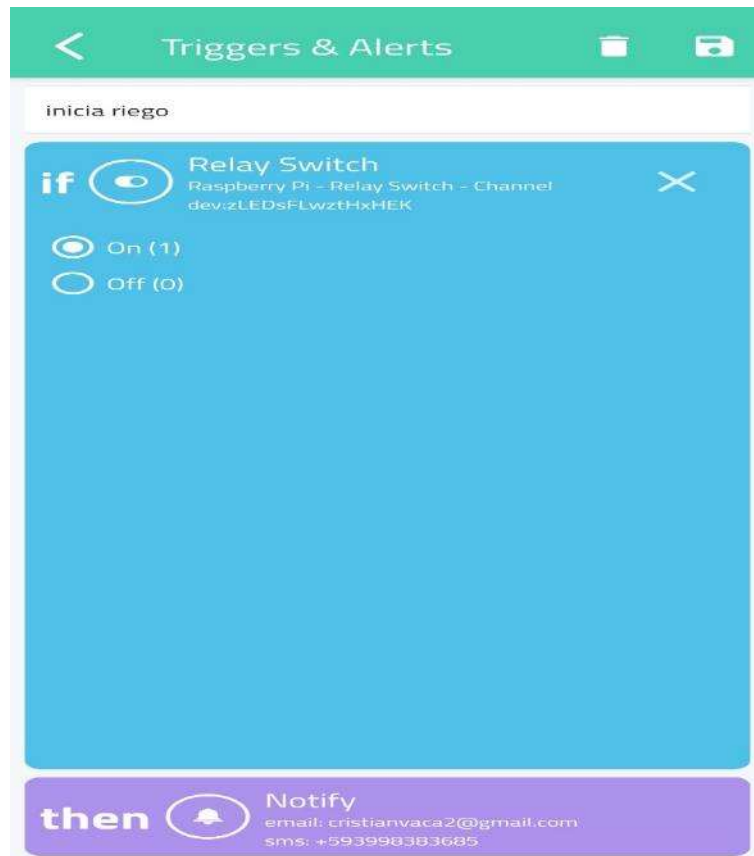 Triggers & Alerts
inicia riego
if
Relay Switch
Raspberry Pi - Relay Switch - Channel
dev:zLEDsFLwztHxHEK
On (1)
Off (0)
then
Notify
email: cristianvaca2@gmail.com
sms: +593998383685